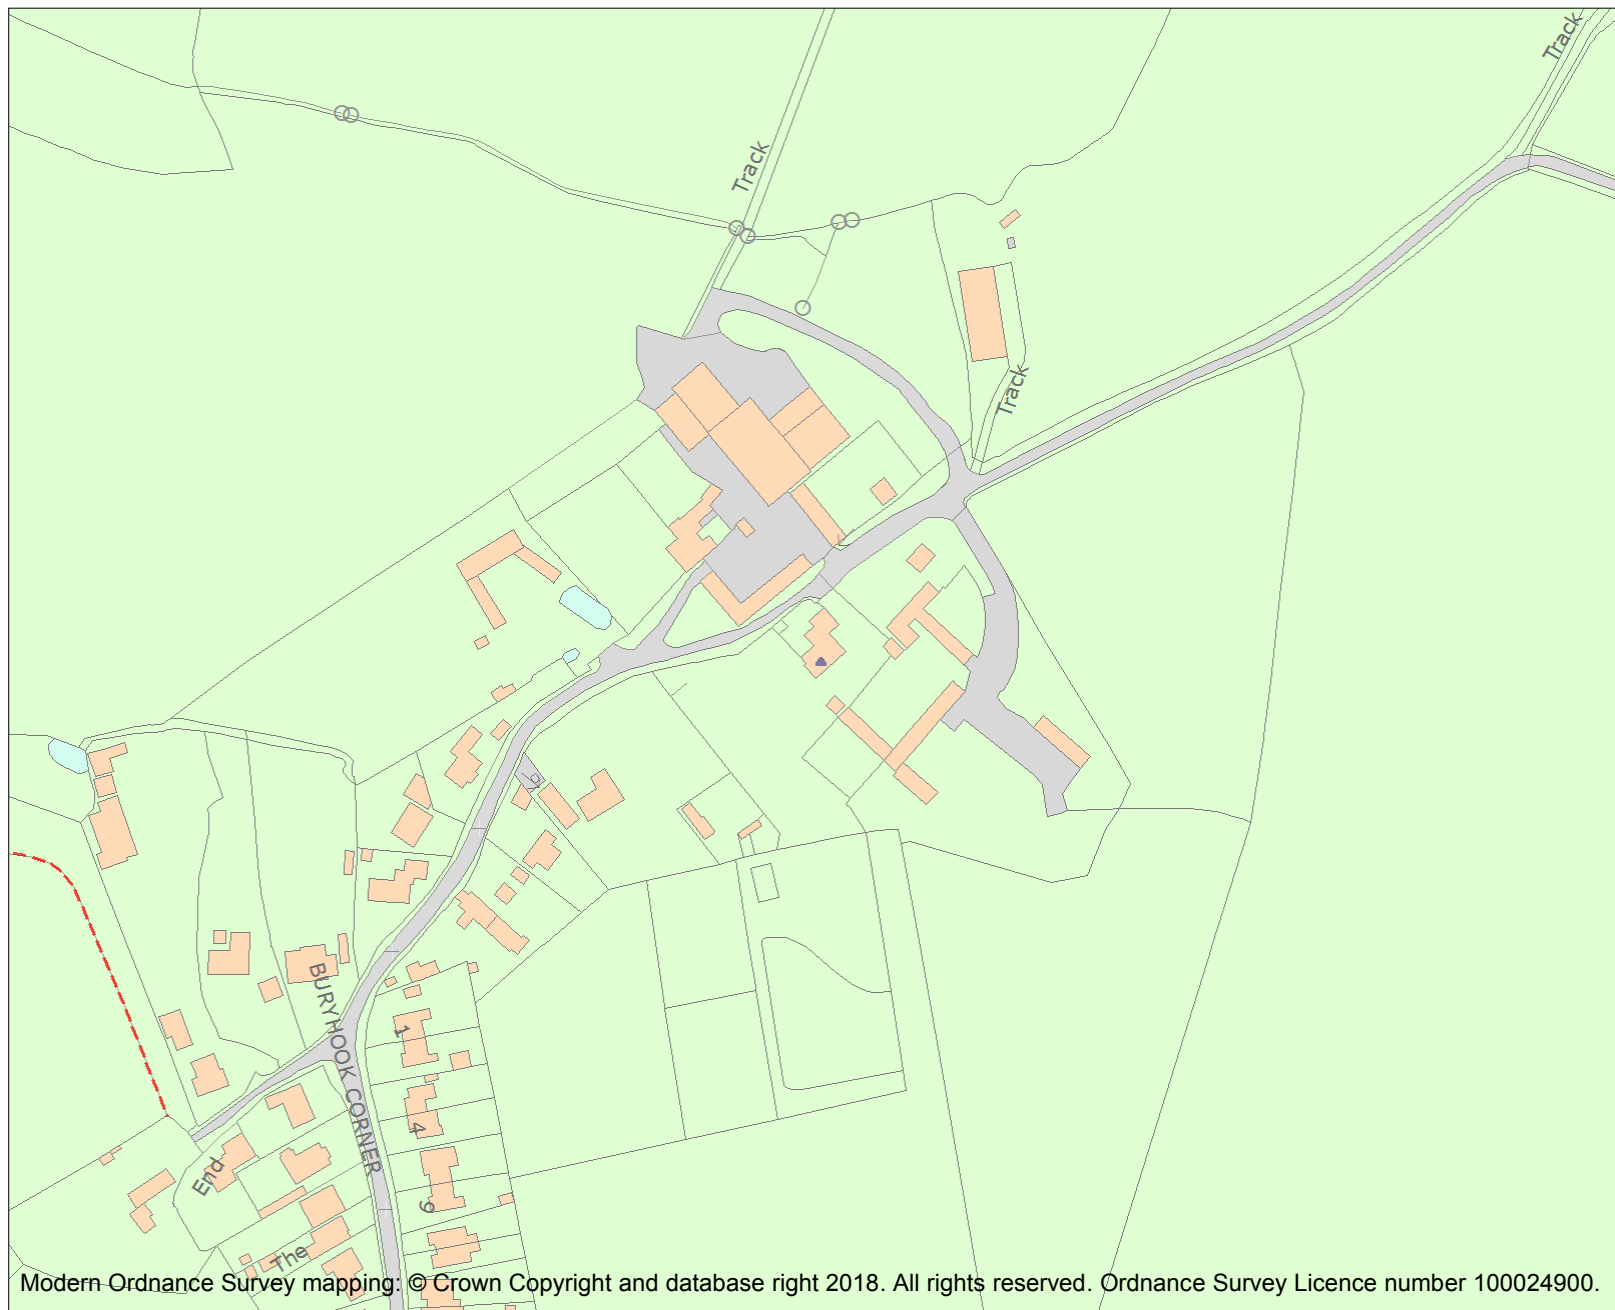 Track
Track
Track
BURYHOOK CORNER
1
4
6
End
The
Modern Ordnance Survey mapping: © Crown Copyright and database right 2018. All rights reserved. Ordnance Survey Licence number 100024900.